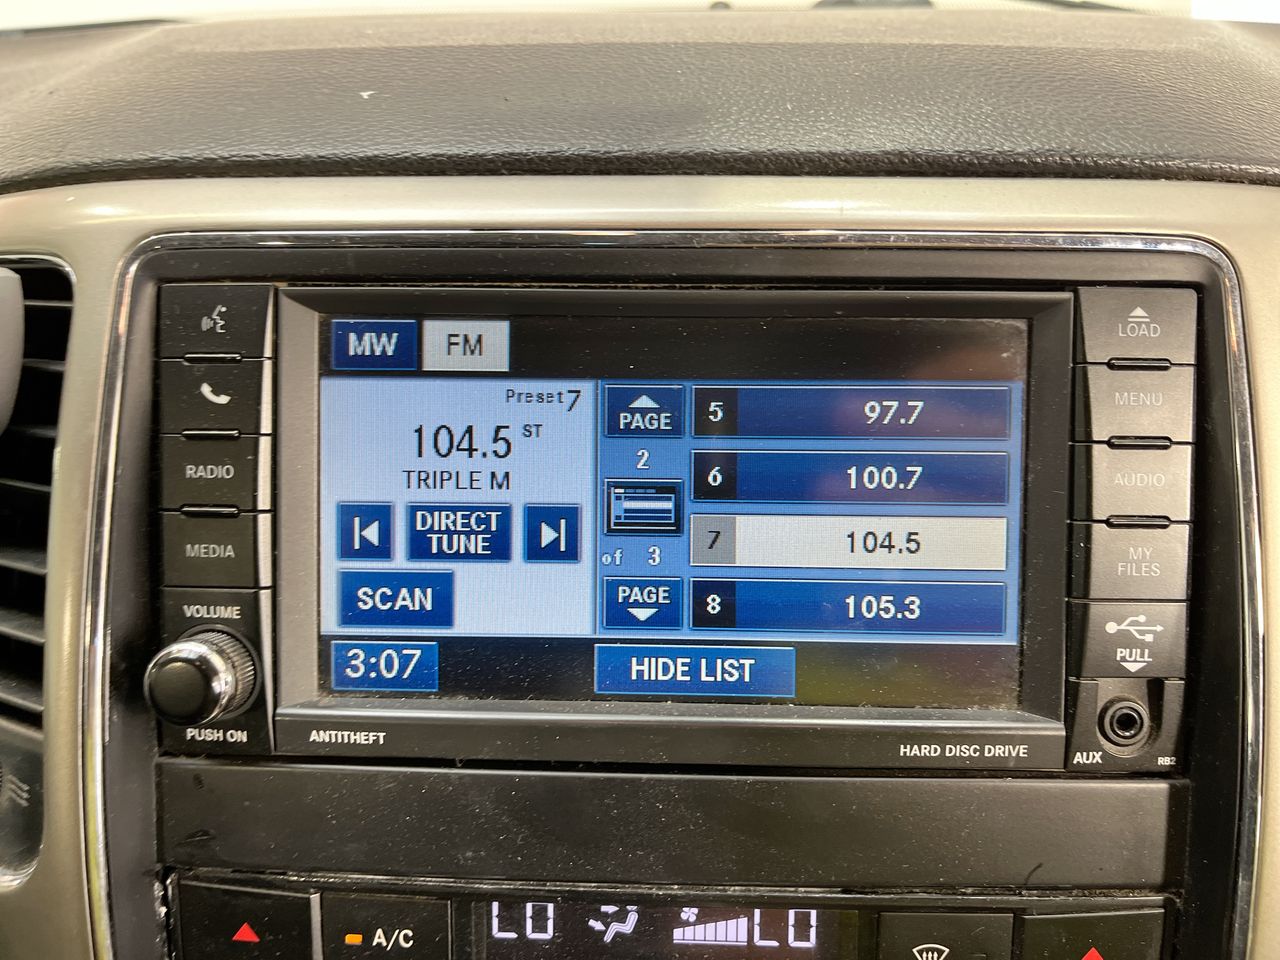 MW FM
Preset 7
104.5 ST
TRIPLE M
DIRECT
TUNE
SCAN
3:07
PAGE
2
of 3
PAGE
5 97.7
6 100.7
7 104.5
8 105.3
HIDE LIST
RADIO
MEDIA
VOLUME
PUSH ON
ANTITHEFT
HARD DISC DRIVE
LOAD
MENU
AUDIO
MY
FILES
PULL
AUX
RB2
A/C
LO
LO